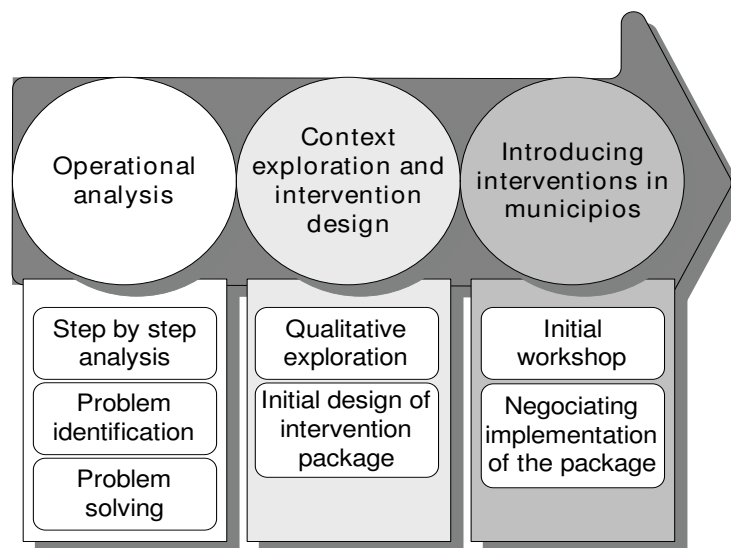 Operational
analysis
Context
exploration and
intervention
design
Introducing
interventions in
municipios
Step by step
analysis
Problem
identification
Problem
solving
Qualitative
exploration
Initial design of
intervention
package
Initial
workshop
Negociating
implementation
of the package